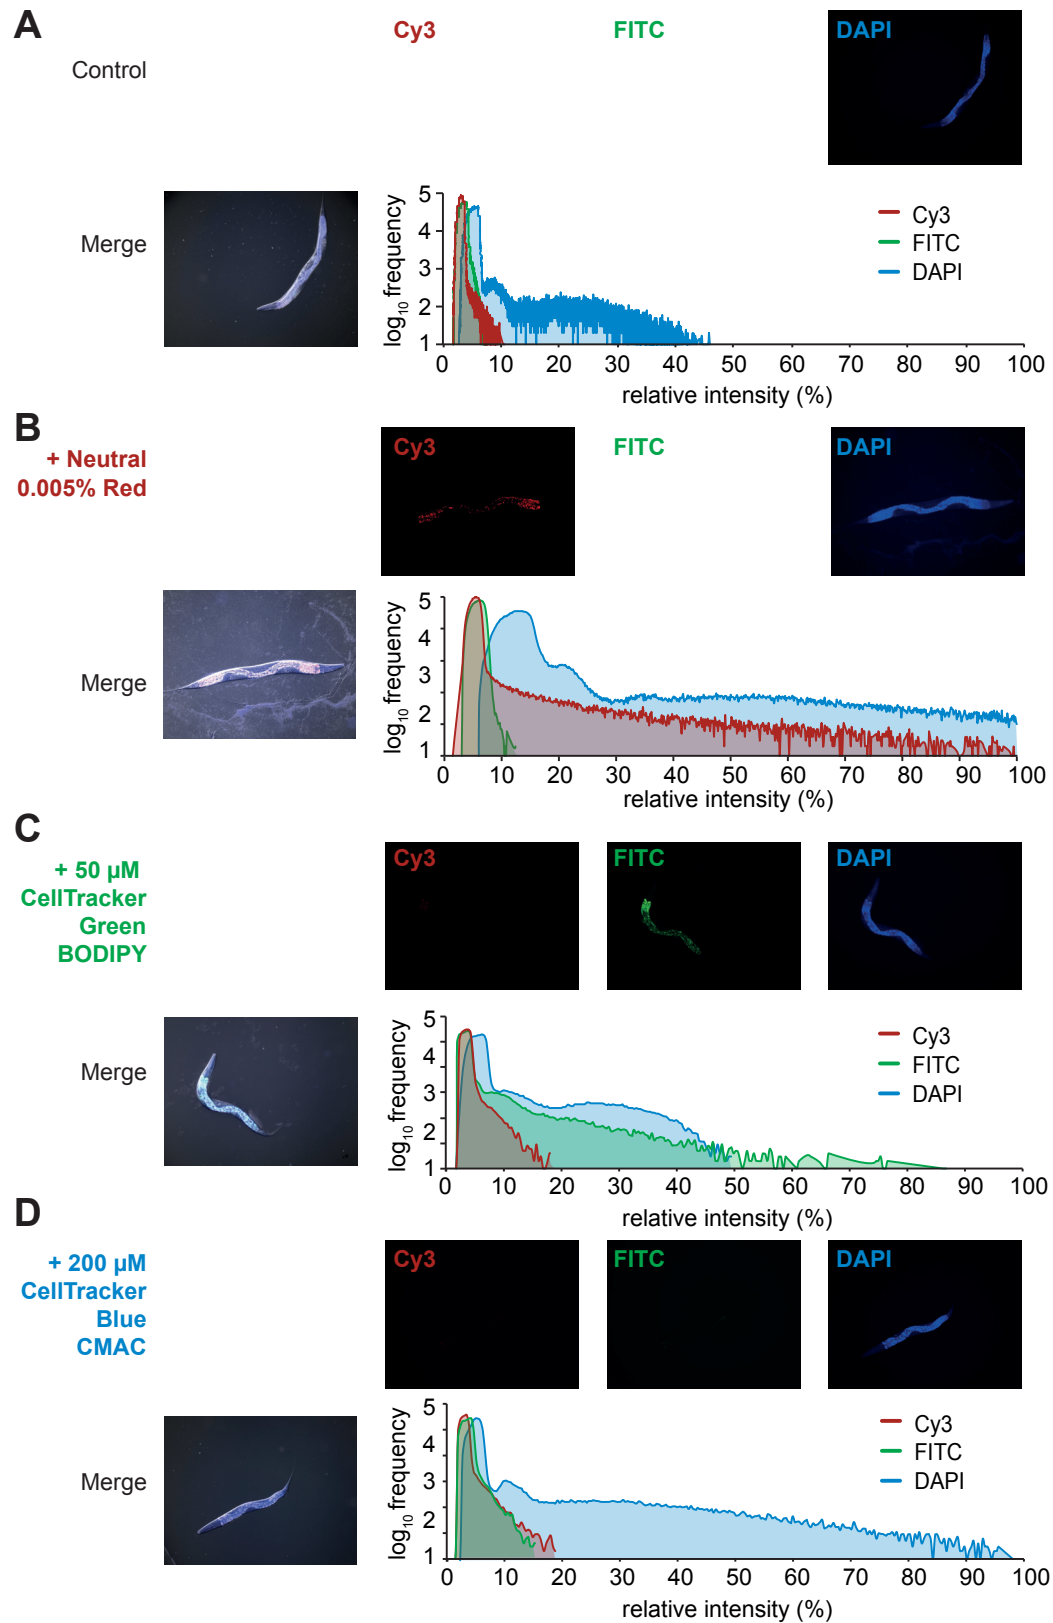 A
Cy3 FITC DAPI
Control
Merge
log10 frequency
5
4
3
2
1
0 10 20 30 40 50 60 70 80 90 100
relative intensity (%)
Cy3
FITC
DAPI
B
+ Neutral
0.005% Red
Cy3 FITC DAPI
Merge
log10 frequency
5
4
3
2
1
0 10 20 30 40 50 60 70 80 90 100
relative intensity (%)
C
+ 50 µM
CellTracker
Green
BODIPY
Cy3 FITC DAPI
Merge
log10 frequency
5
4
3
2
1
0 10 20 30 40 50 60 70 80 90 100
relative intensity (%)
Cy3
FITC
DAPI
D
+ 200 µM
CellTracker
Blue
CMAC
Cy3 FITC DAPI
Merge
log10 frequency
5
4
3
2
1
0 10 20 30 40 50 60 70 80 90 100
relative intensity (%)
Cy3
FITC
DAPI